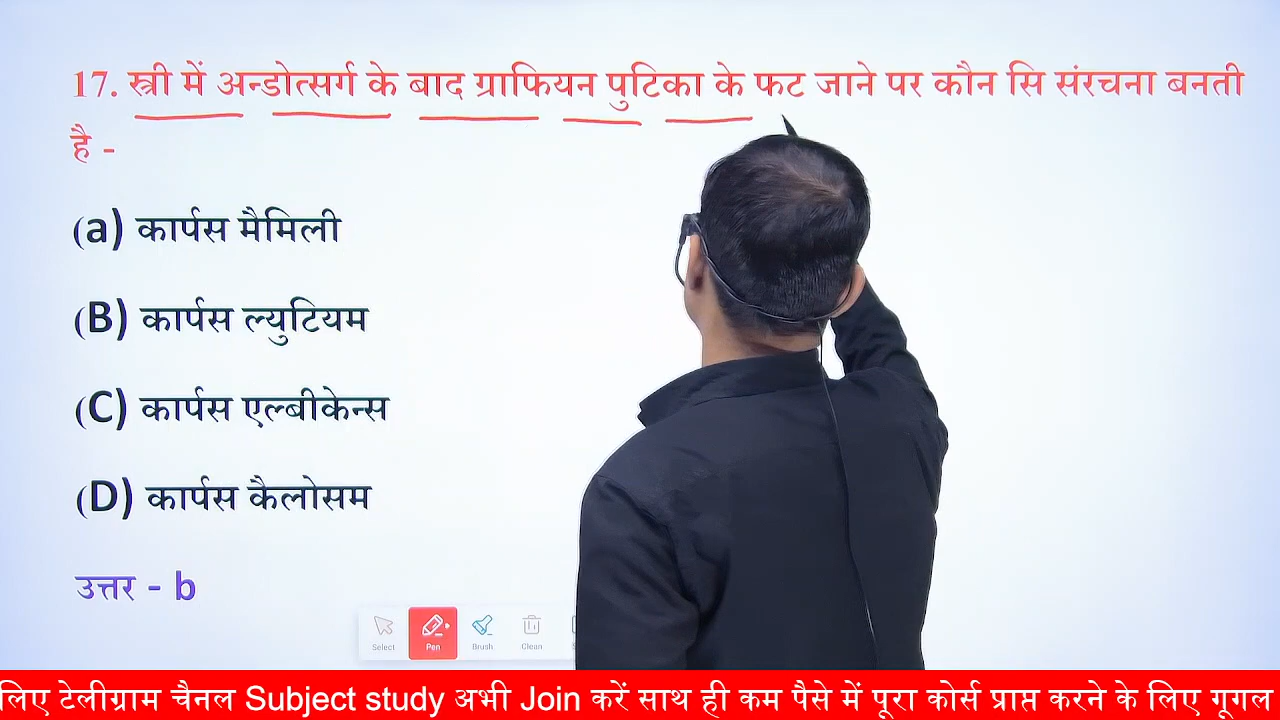 17. स्त्री में अन्डोत्सर्ग के बाद ग्राफियन पुटिका के फट जाने पर कौन सि संरचना बनती
है -
(a) कार्पस मैमिली
(B) कार्पस ल्युटियम
(C) कार्पस एल्बीकेन्स
(D) कार्पस कैलोसम
उत्तर - b
Select Pen Brush Clean
लिए टेलीग्राम चैनल Subject study अभी Join करें साथ ही कम पैसे में पूरा कोर्स प्राप्त करने के लिए गूगल